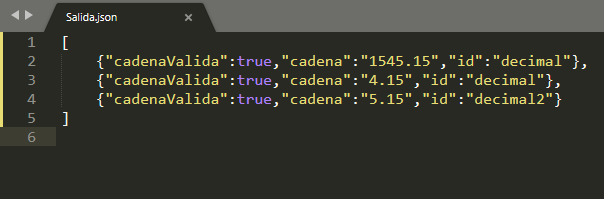 Salida.json
1 [
2 {"cadenaValida":true,"cadena":"1545.15","id":"decimal"},
3 {"cadenaValida":true,"cadena":"4.15","id":"decimal"},
4 {"cadenaValida":true,"cadena":"5.15","id":"decimal2"}
5 ]
6